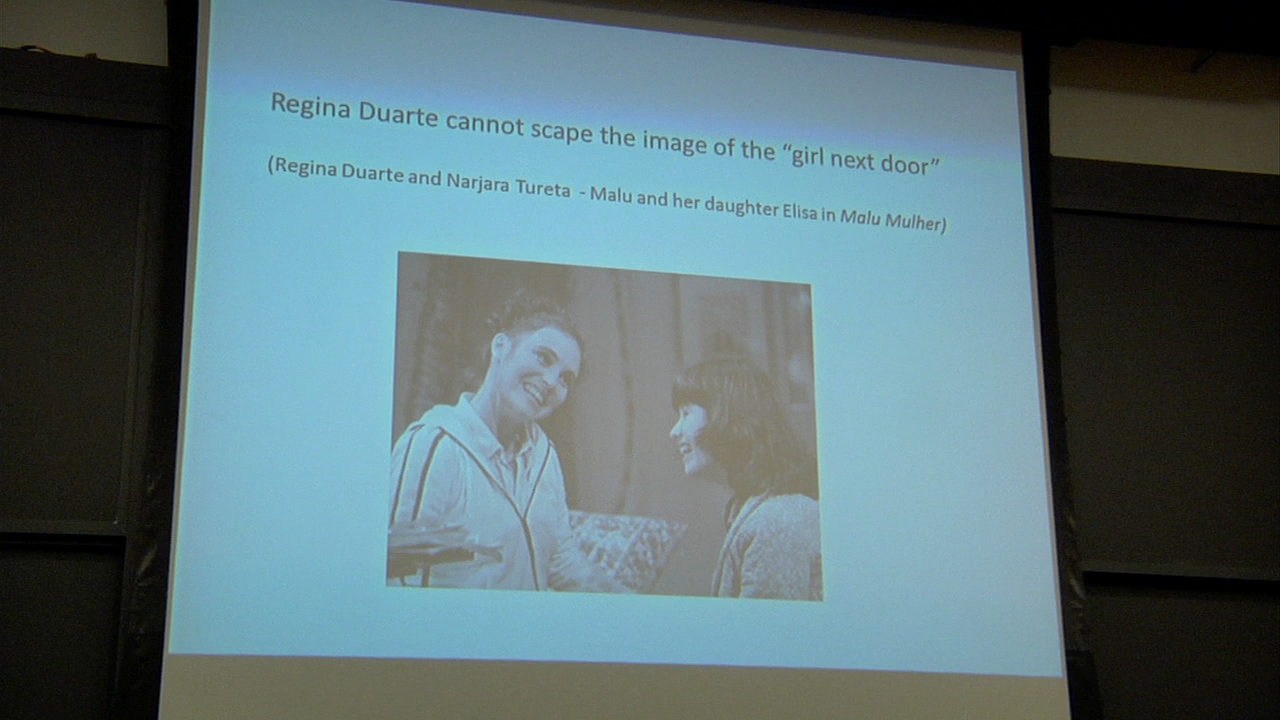 Regina Duarte cannot scape the image of the “girl next door”
(Regina Duarte and Narjara Tureta - Malu and her daughter Elisa in Malu Mulher)